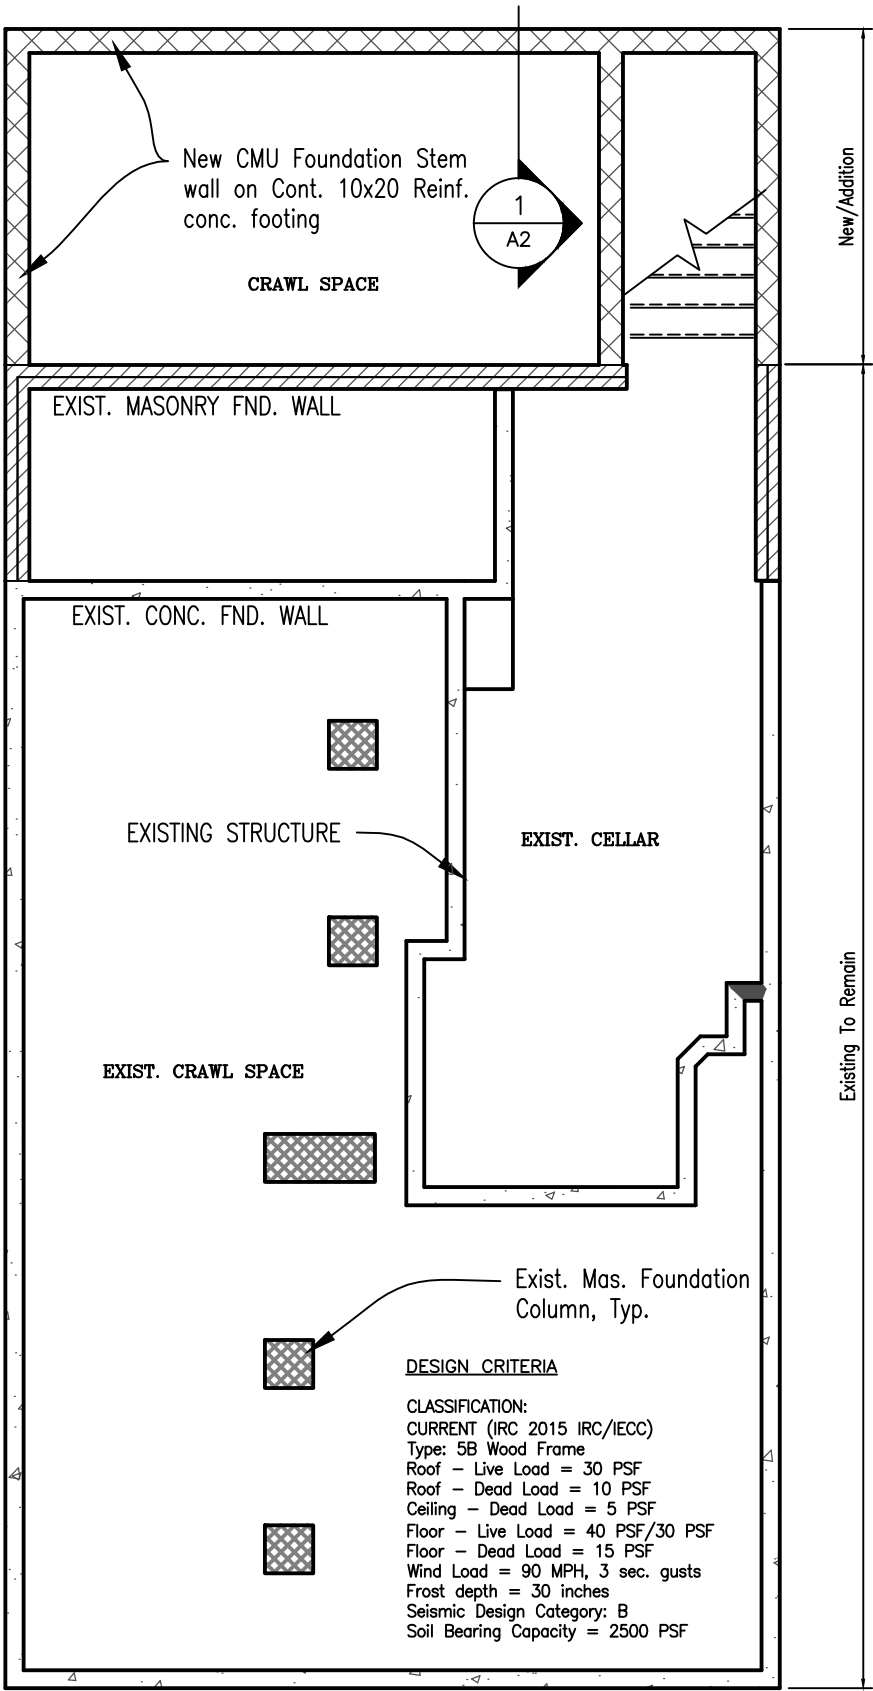 New CMU Foundation Stem
wall on Cont. 10x20 Reinf.
conc. footing
1
A2
CRAWL SPACE
New/Addition
EXIST. MASONRY FND. WALL
EXIST. CONC. FND. WALL
EXISTING STRUCTURE
EXIST. CELLAR
Existing To Remain
EXIST. CRAWL SPACE
Exist. Mas. Foundation
Column, Typ.
DESIGN CRITERIA
CLASSIFICATION:
CURRENT (IRC 2015 IRC/IECC)
Type: 5B Wood Frame
Roof - Live Load = 30 PSF
Roof - Dead Load = 10 PSF
Ceiling - Dead Load = 5 PSF
Floor - Live Load = 40 PSF/30 PSF
Floor - Dead Load = 15 PSF
Wind Load = 90 MPH, 3 sec. gusts
Frost depth = 30 inches
Seismic Design Category: B
Soil Bearing Capacity = 2500 PSF